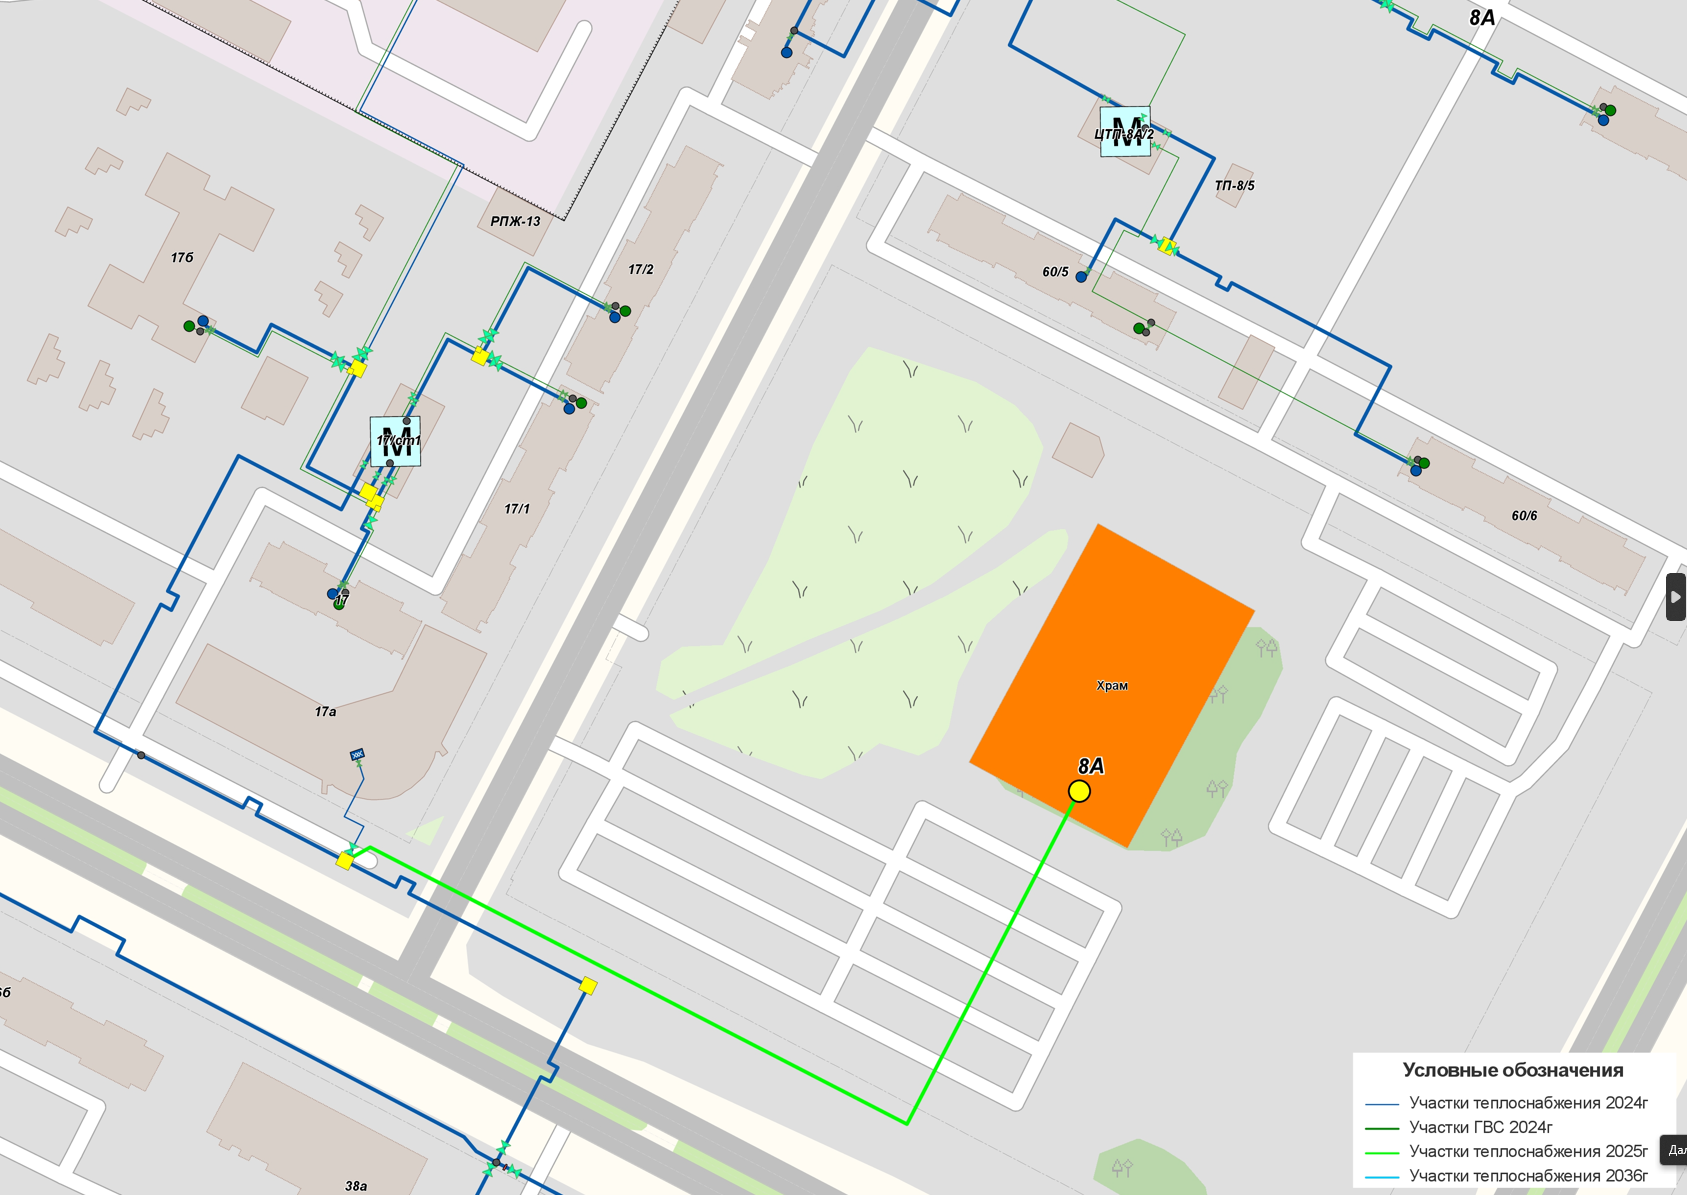 8А
М
ЦТП-8А/2
ТП-8/5
РПЖ-13
17/2
17б
60/5
М
17/ст1
17/1
60/6
17
Храм
17а
8А
38а
Условные обозначения
Участки теплоснабжения 2024г
Участки ГВС 2024г
Участки теплоснабжения 2025г
Участки теплоснабжения 2036г